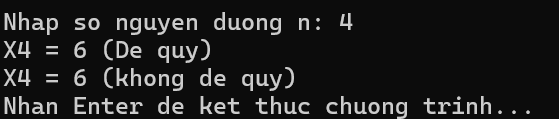 Nhap so nguyen duong n: 4
X4 = 6 (De quy)
X4 = 6 (khong de quy)
Nhan Enter de ket thuc chuong trinh...